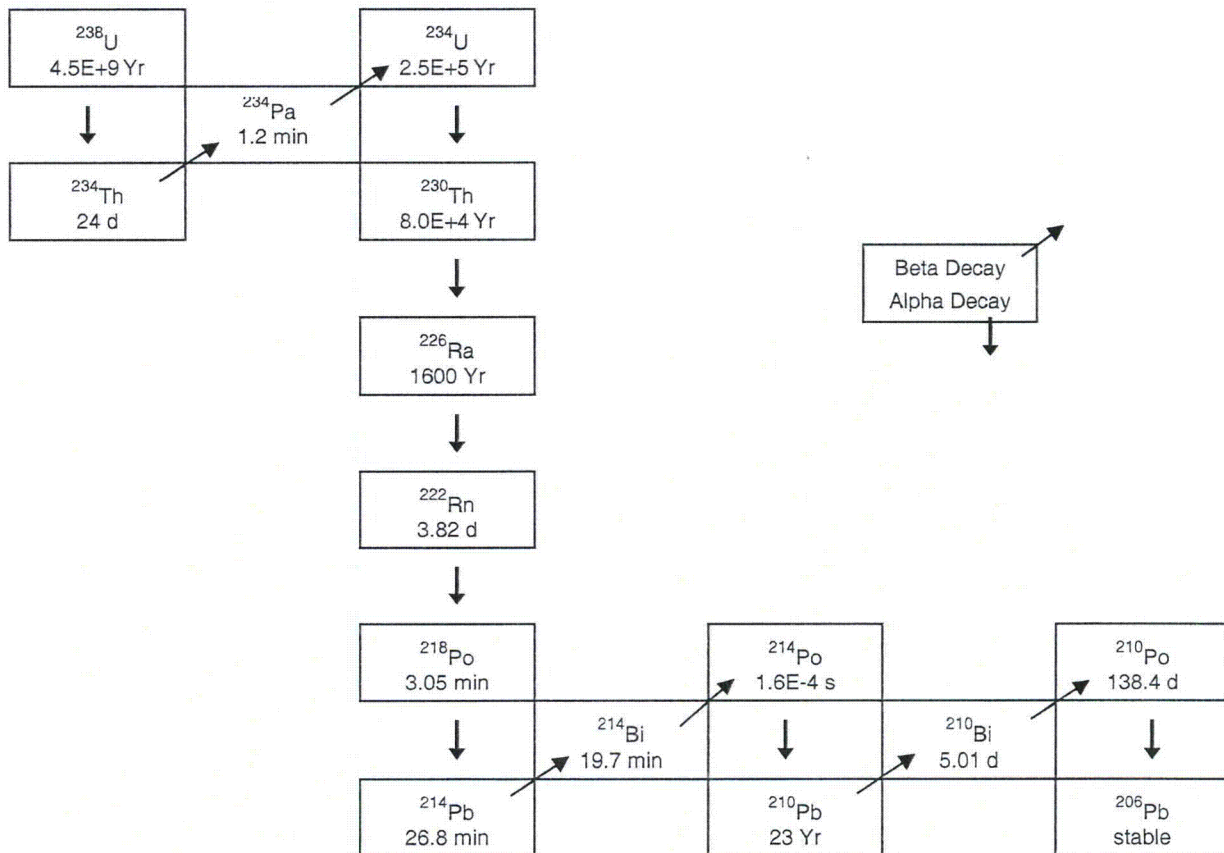 ²³⁸U
4.5E+9 Yr
²³⁴U
2.5E+5 Yr
²³⁴Pa
1.2 min
²³⁴Th
24 d
²³⁰Th
8.0E+4 Yr
Beta Decay
Alpha Decay
²²⁶Ra
1600 Yr
²²²Rn
3.82 d
²¹⁸Po
3.05 min
²¹⁴Po
1.6E-4 s
²¹⁰Po
138.4 d
²¹⁴Bi
19.7 min
²¹⁰Bi
5.01 d
²¹⁴Pb
26.8 min
²¹⁰Pb
23 Yr
²⁰⁶Pb
stable